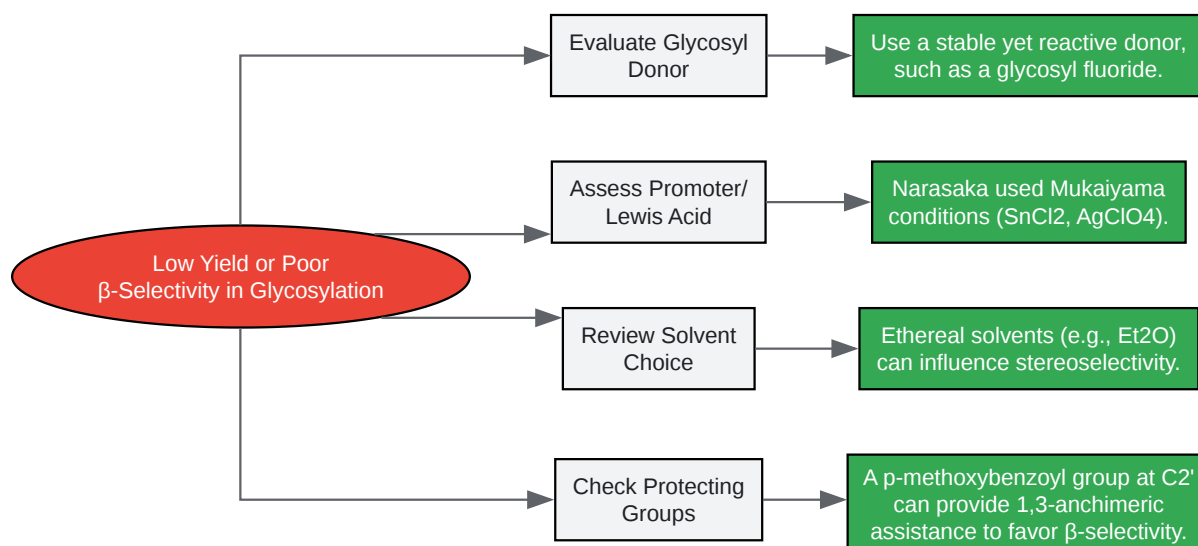 Low Yield or Poor
β-Selectivity in Glycosylation
Evaluate Glycosyl
Donor
Use a stable yet reactive donor,
such as a glycosyl fluoride.
Assess Promoter/
Lewis Acid
Narasaka used Mukaiyama
conditions (SnCl2, AgClO4).
Review Solvent
Choice
Ethereal solvents (e.g., Et2O)
can influence stereoselectivity.
Check Protecting
Groups
A p-methoxybenzoyl group at C2'
can provide 1,3-anchimeric
assistance to favor β-selectivity.